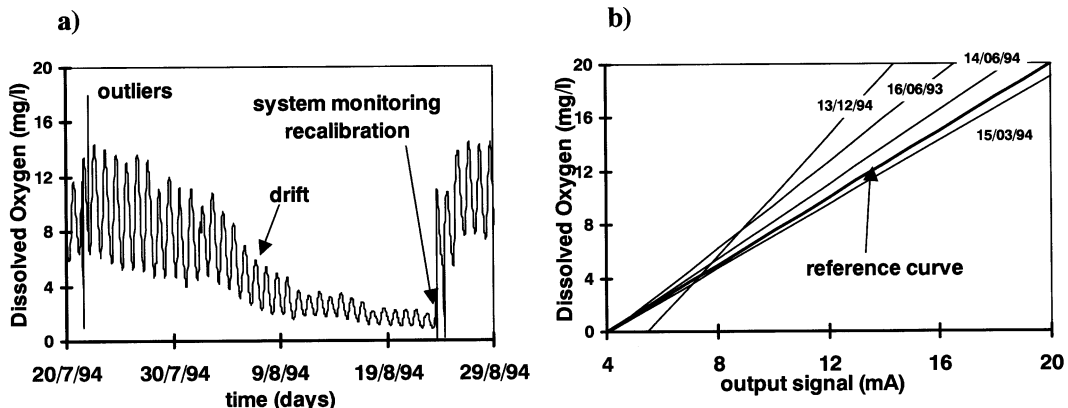 a)
Dissolved Oxygen (mg/l)
20
16
12
8
4
0
outliers
system monitoring
recalibration
drift
20/7/94
30/7/94
9/8/94
19/8/94
29/8/94
time (days)
b)
Dissolved Oxygen (mg/l)
20
16
12
8
4
0
13/12/94
16/06/93
14/06/94
15/03/94
reference curve
4
8
12
16
20
output signal (mA)